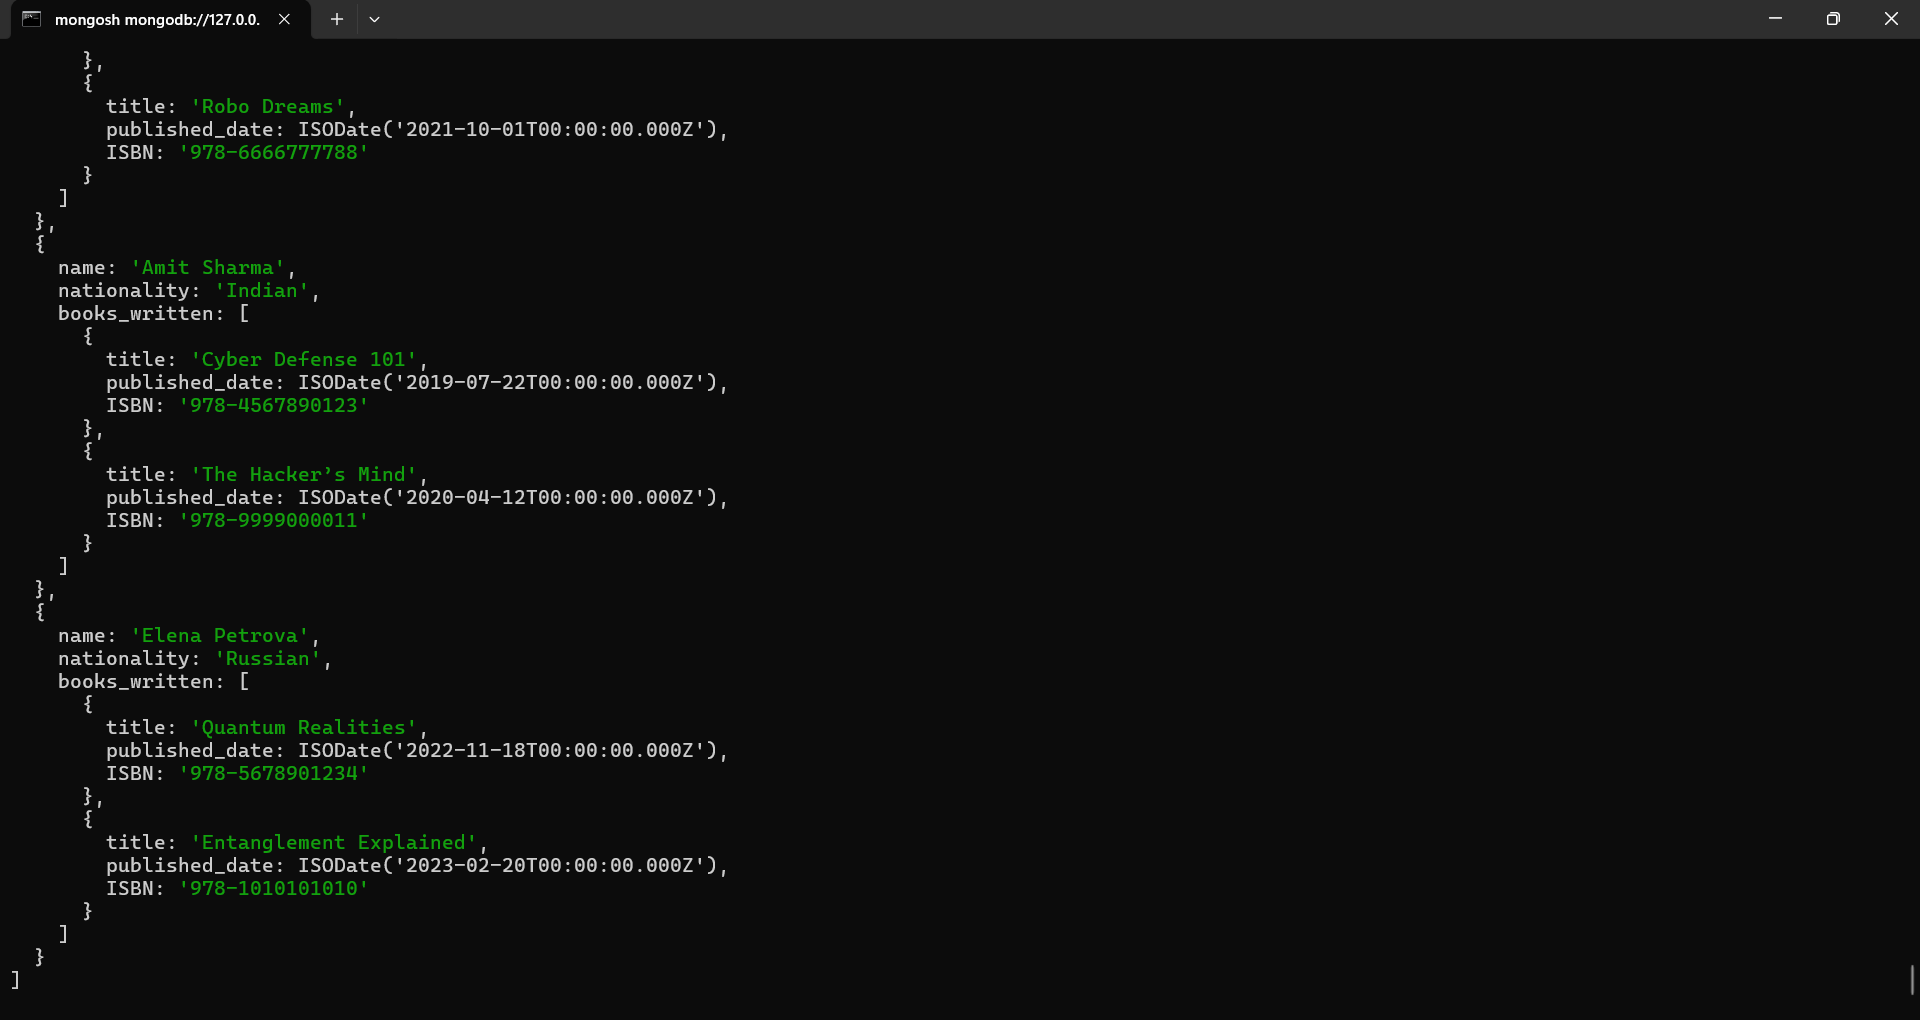 mongosh mongodb://127.0.0.
      },
      {
        title: 'Robo Dreams',
        published_date: ISODate('2021-10-01T00:00:00.000Z'),
        ISBN: '978-6666777788'
      }
    ]
  },
  {
    name: 'Amit Sharma',
    nationality: 'Indian',
    books_written: [
      {
        title: 'Cyber Defense 101',
        published_date: ISODate('2019-07-22T00:00:00.000Z'),
        ISBN: '978-4567890123'
      },
      {
        title: 'The Hacker’s Mind',
        published_date: ISODate('2020-04-12T00:00:00.000Z'),
        ISBN: '978-9999000011'
      }
    ]
  },
  {
    name: 'Elena Petrova',
    nationality: 'Russian',
    books_written: [
      {
        title: 'Quantum Realities',
        published_date: ISODate('2022-11-18T00:00:00.000Z'),
        ISBN: '978-5678901234'
      },
      {
        title: 'Entanglement Explained',
        published_date: ISODate('2023-02-20T00:00:00.000Z'),
        ISBN: '978-1010101010'
      }
    ]
  }
]